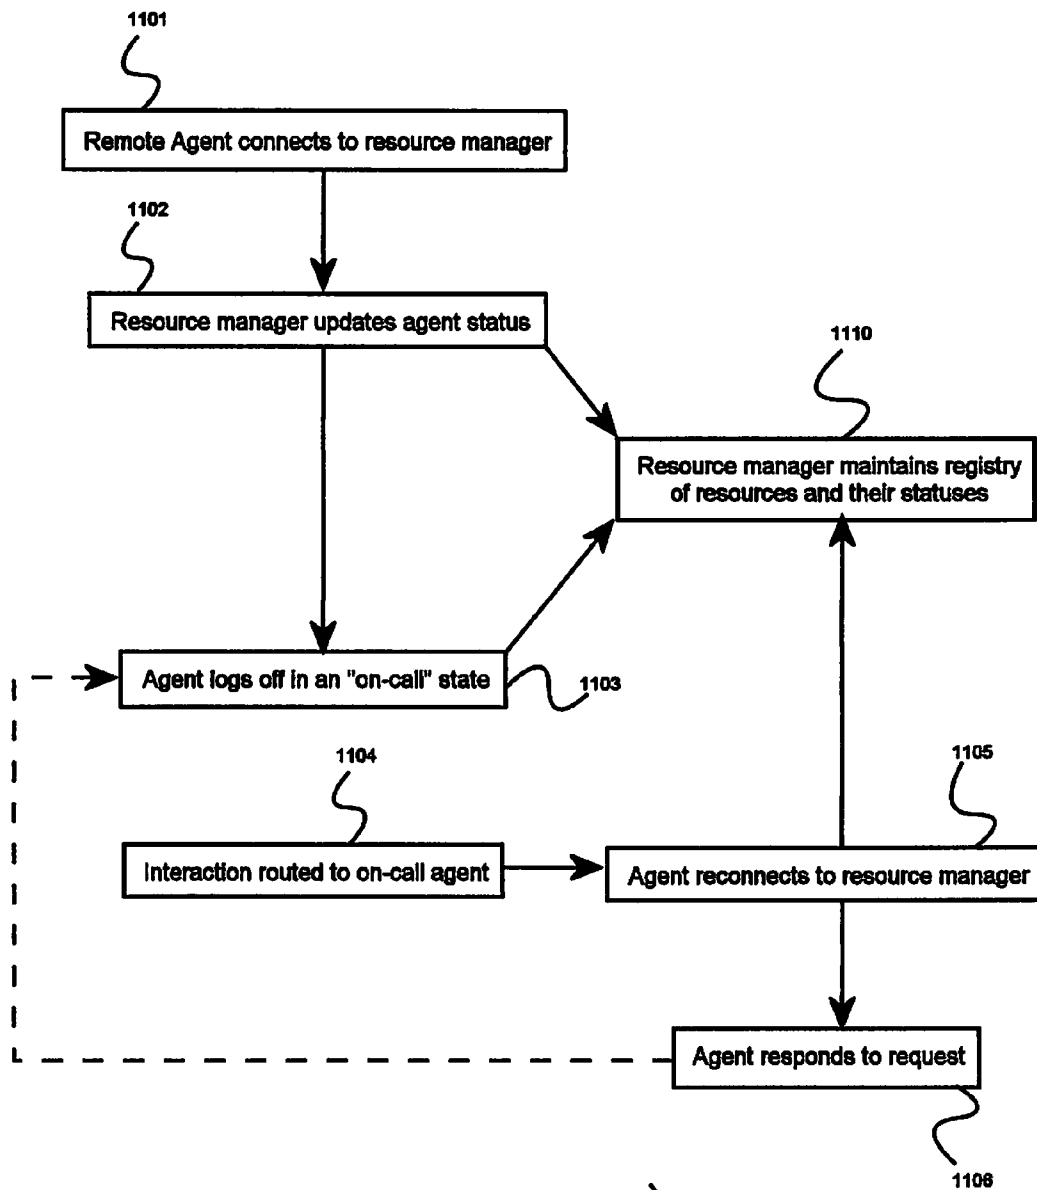 1101
Remote Agent connects to resource manager
1102
Resource manager updates agent status
1110
Resource manager maintains registry
of resources and their statuses
Agent logs off in an "on-call" state
1103
1104
1105
Interaction routed to on-call agent
Agent reconnects to resource manager
Agent responds to request
1106